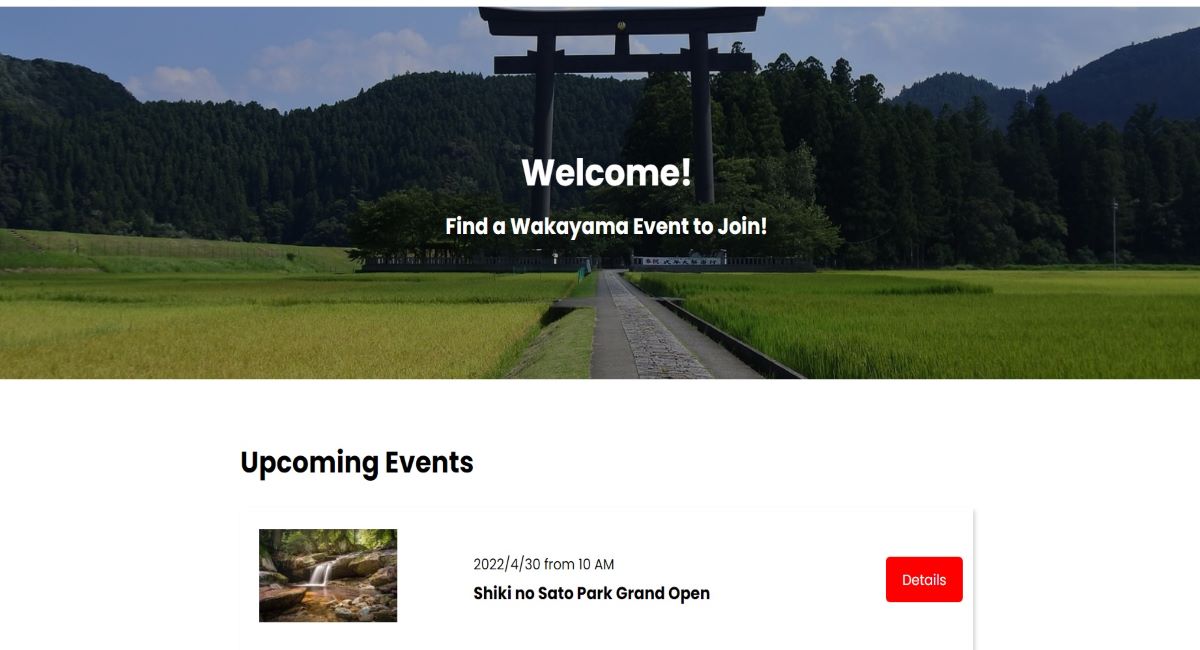 Welcome!
Find a Wakayama Event to Join!
Upcoming Events
2022/4/30 from 10 AM
Shiki no Sato Park Grand Open
Details